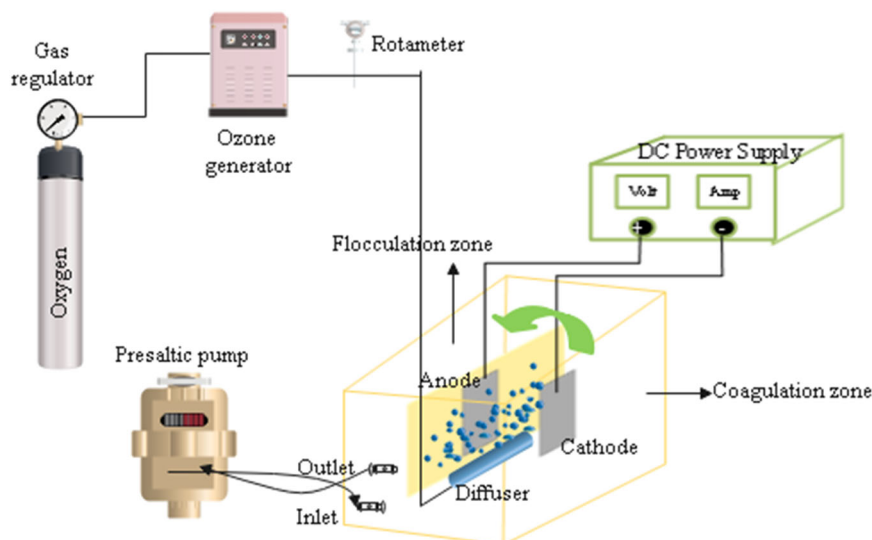 Gas
regulator
Rotameter
Ozone
generator
DC Power Supply
Volt
Amp
+
-
Flocculation zone
Oxygen
Presaltic pump
Anode
Coagulation zone
Cathode
Outlet
Diffuser
Inlet